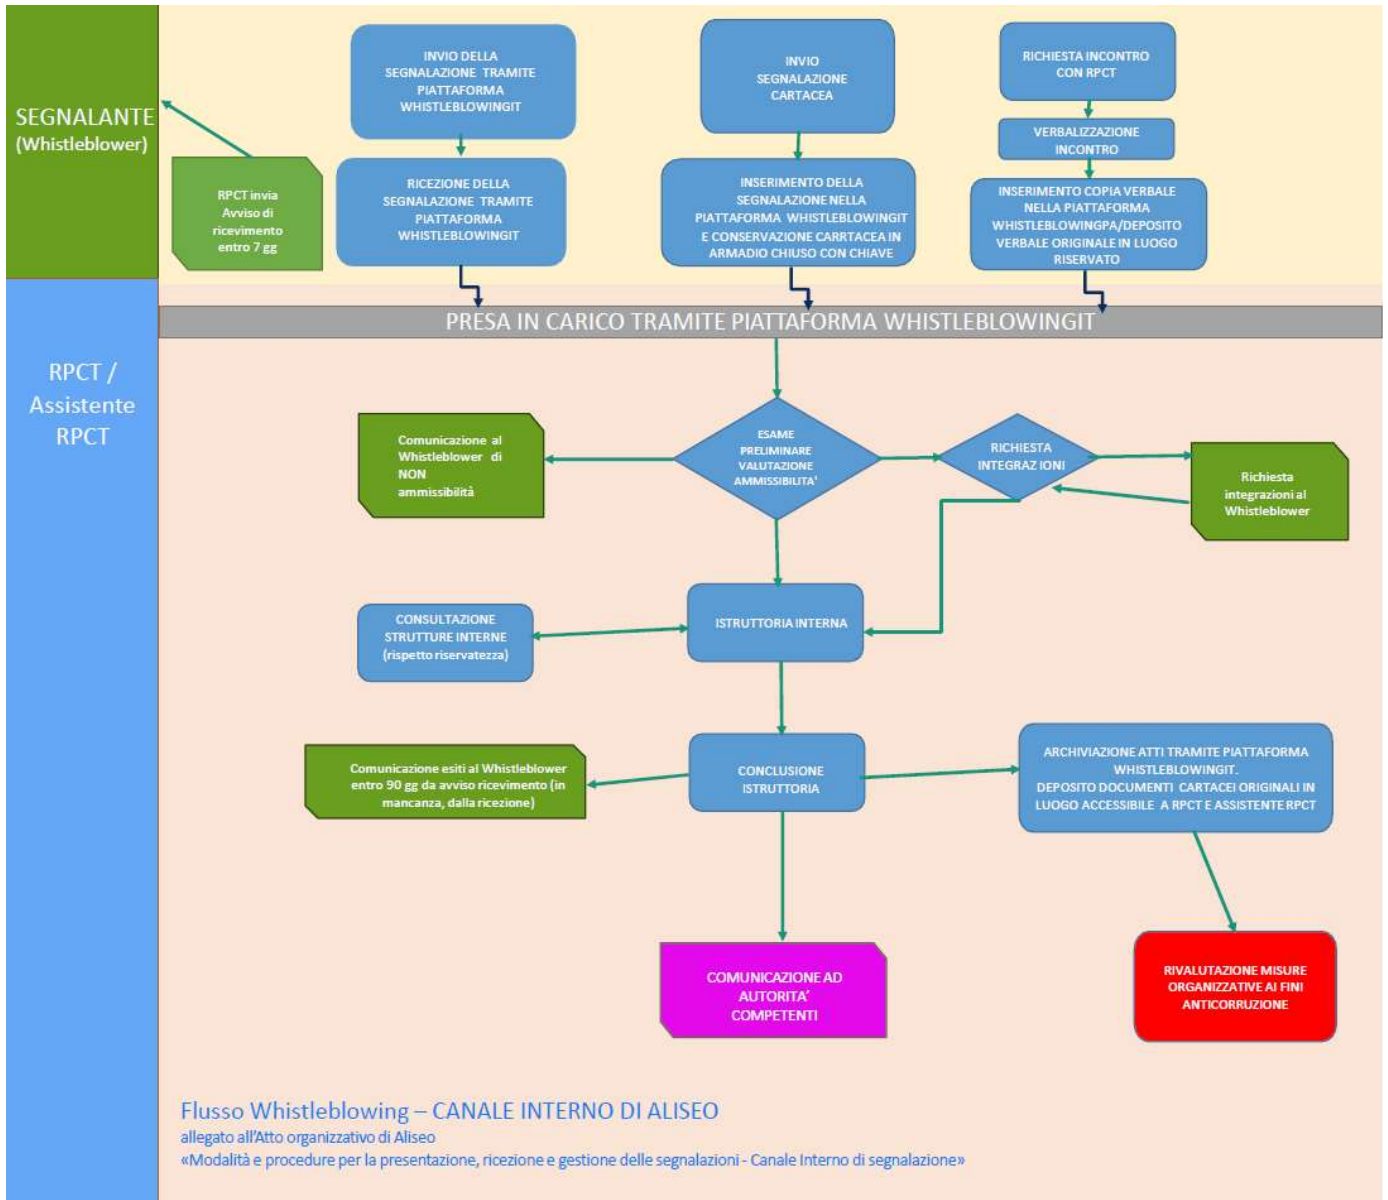 SEGNALANTE
(Whistleblower)
RPCT invia
Avviso di
ricevimento
entro 7 gg
INVIO DELLA
SEGNALAZIONE TRAMITE
PIATTAFORMA
WHISTLEBLOWINGIT
RICEZIONE DELLA
SEGNALAZIONE TRAMITE
PIATTAFORMA
WHISTLEBLOWINGIT
INVIO
SEGNALAZIONE
CARTACEA
INSERIMENTO DELLA
SEGNALAZIONE NELLA
PIATTAFORMA WHISTLEBLOWINGIT
E CONSERVAZIONE CARRTACEA IN
ARMADIO CHIUSO CON CHIAVE
RICHIESTA INCONTRO
CON RPCT
VERBALIZZAZIONE
INCONTRO
INSERIMENTO COPIA VERBALE
NELLA PIATTAFORMA
WHISTLEBLOWINGPA/DEPOSITO
VERBALE ORIGINALE IN LUOGO
RISERVATO
PRESA IN CARICO TRAMITE PIATTAFORMA WHISTLEBLOWINGIT
RPCT /
Assistente
RPCT
Comunicazione al
Whistleblower di
NON
ammissibilità
ESAME
PRELIMINARE
VALUTAZIONE
AMMISSIBILITA'
RICHIESTA
INTEGRAZIONI
Richiesta
integrazioni al
Whistleblower
CONSULTAZIONE
STRUTTURE INTERNE
(rispetto riservatezza)
ISTRUTTORIA INTERNA
Comunicazione esiti al Whistleblower
entro 90 gg da avviso ricevimento (in
mancanza, dalla ricezione)
CONCLUSIONE
ISTRUTTORIA
ARCHIVIAZIONE ATTI TRAMITE PIATTAFORMA
WHISTLEBLOWINGIT.
DEPOSITO DOCUMENTI CARTACEI ORIGINALI IN
LUOGO ACCESSIBILE A RPCT E ASSISTENTE RPCT
COMUNICAZIONE AD
AUTORITA'
COMPETENTI
RIVALUTAZIONE MISURE
ORGANIZZATIVE AI FINI
ANTICORRUZIONE
Flusso Whistleblowing – CANALE INTERNO DI ALISEO
allegato all'Atto organizzativo di Aliseo
«Modalità e procedure per la presentazione, ricezione e gestione delle segnalazioni - Canale Interno di segnalazione»